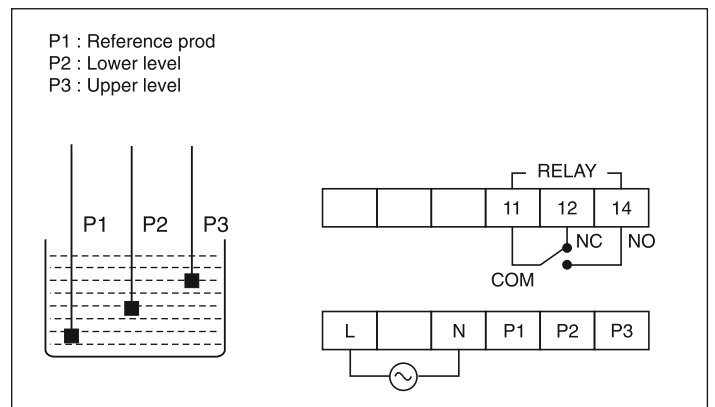 P1 : Reference prod
P2 : Lower level
P3 : Upper level
P1 P2 P3
RELAY
11 12 14
NC NO
COM
L N P1 P2 P3